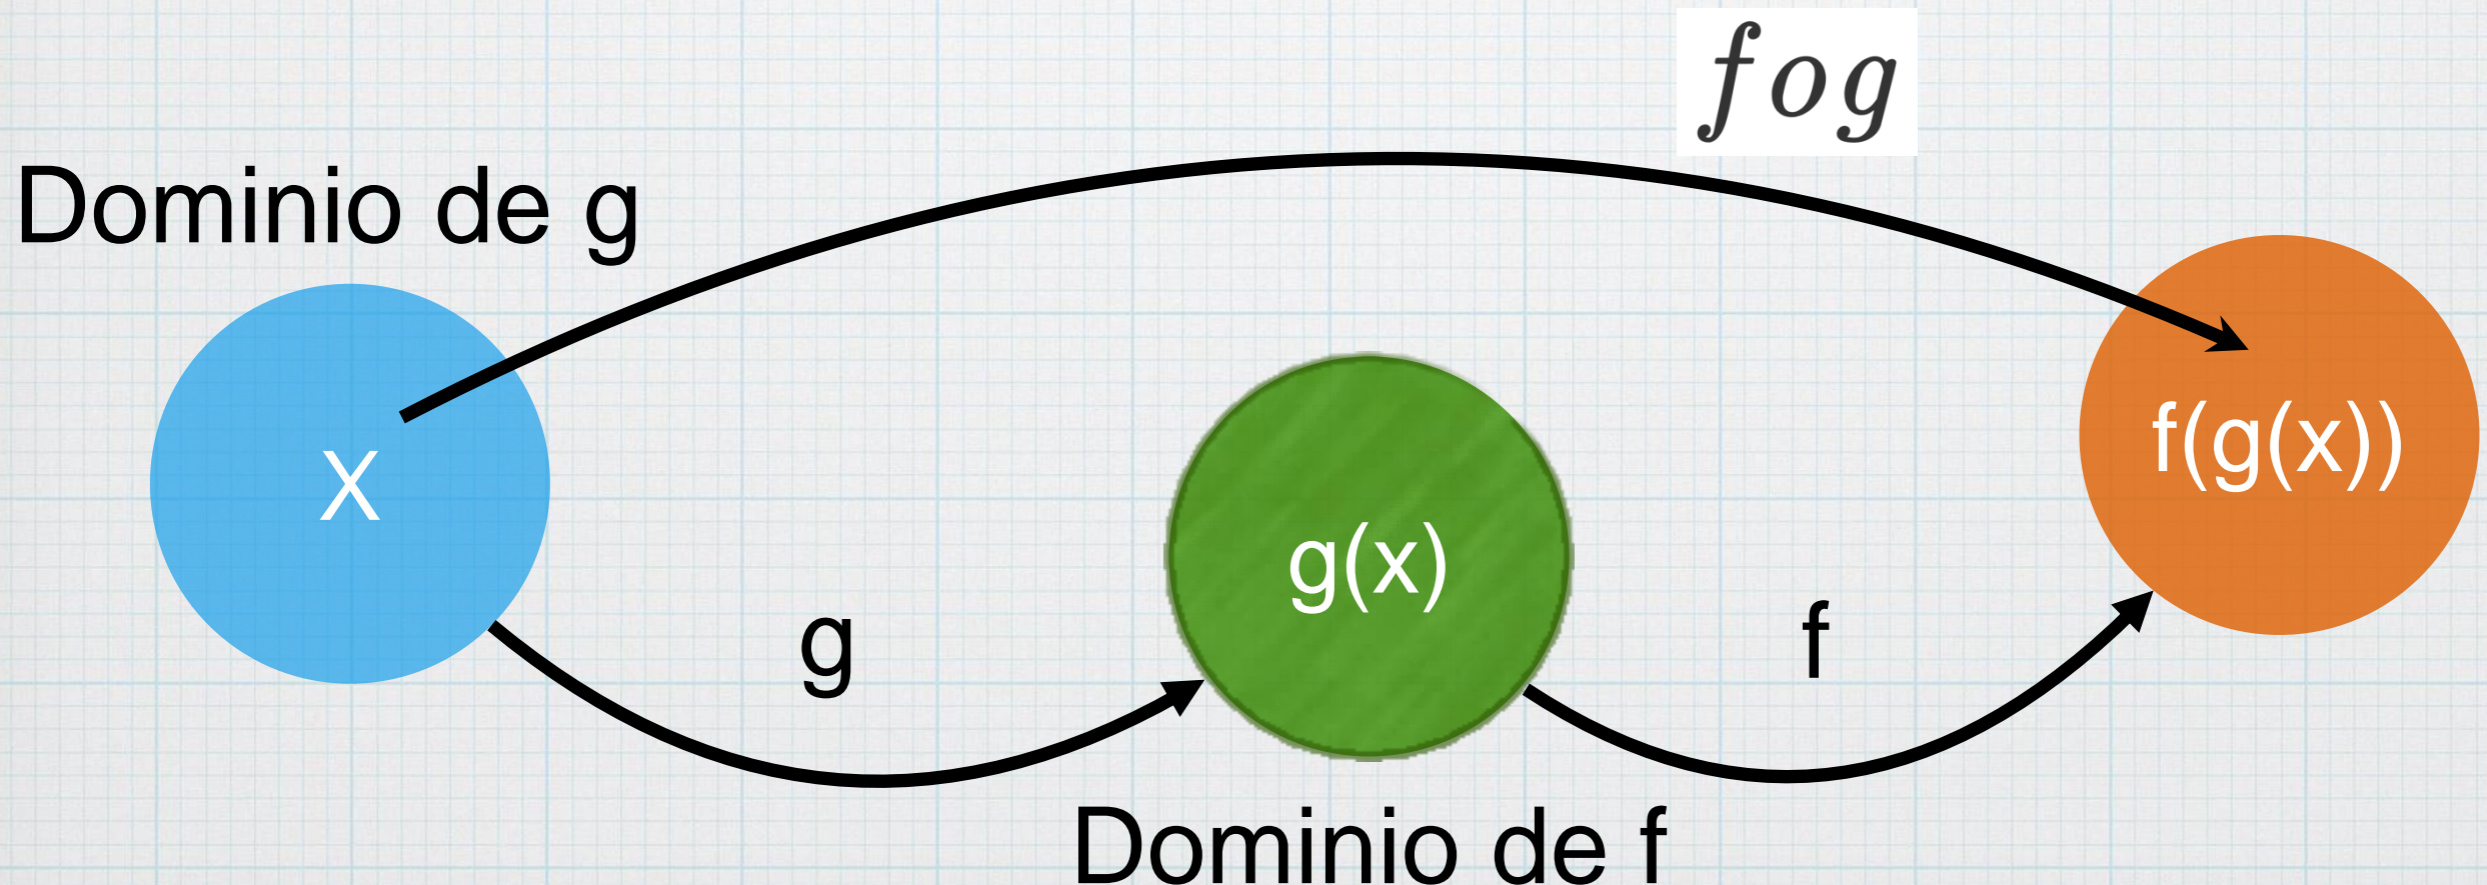 fog
Dominio de g
X
g(x)
f(g(x))
g
f
Dominio de f